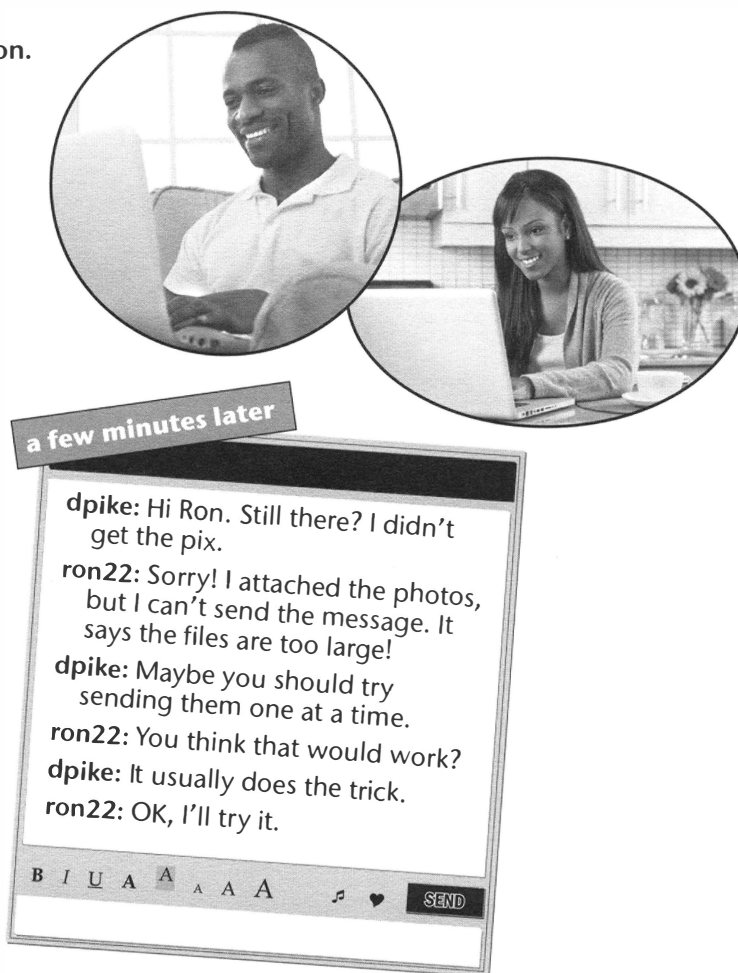 on.
a few minutes later
dpike: Hi Ron. Still there? I didn't
get the pix.
ron22: Sorry! I attached the photos,
but I can't send the message. It
says the files are too large!
dpike: Maybe you should try
sending them one at a time.
ron22: You think that would work?
dpike: It usually does the trick.
ron22: OK, I'll try it.
B I U A A A A A SEND